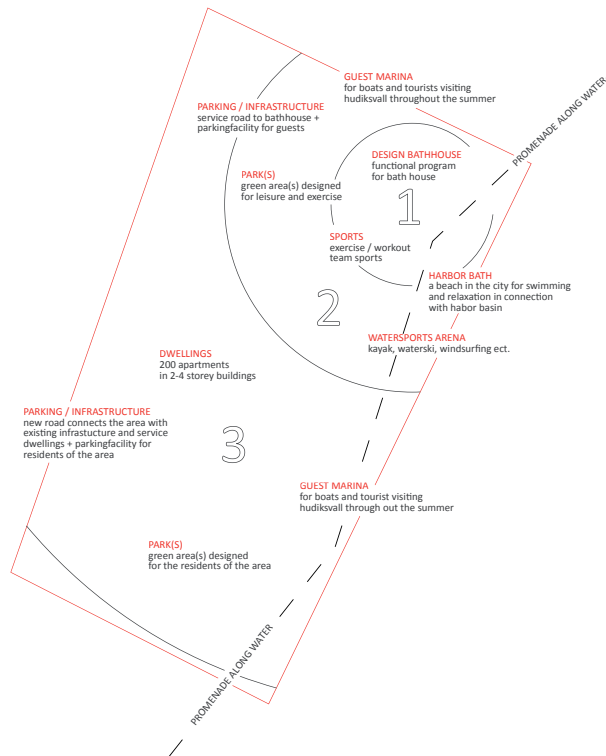 GUEST MARINA
for boats and tourists visiting
hudiksvall throughout the summer
PROMENADE ALONG WATER
PARKING / INFRASTRUCTURE
service road to bathhouse +
parkingfacility for guests
DESIGN BATHHOUSE
functional program
for bath house
PARK(S)
green area(s) designed
for leisure and exercise
1
SPORTS
exercise / workout
team sports
HARBOR BATH
a beach in the city for swimming
and relaxation in connection
with habor basin
2
WATERSPORTS ARENA
kayak, waterski, windsurfing ect.
DWELLINGS
200 apartments
in 2-4 storey buildings
PARKING / INFRASTRUCTURE
new road connects the area with
existing infrastucture and service
dwellings + parkingfacility for
residents of the area
3
GUEST MARINA
for boats and tourist visiting
hudiksvall through out the summer
PARK(S)
green area(s) designed
for the residents of the area
PROMENADE ALONG WATER